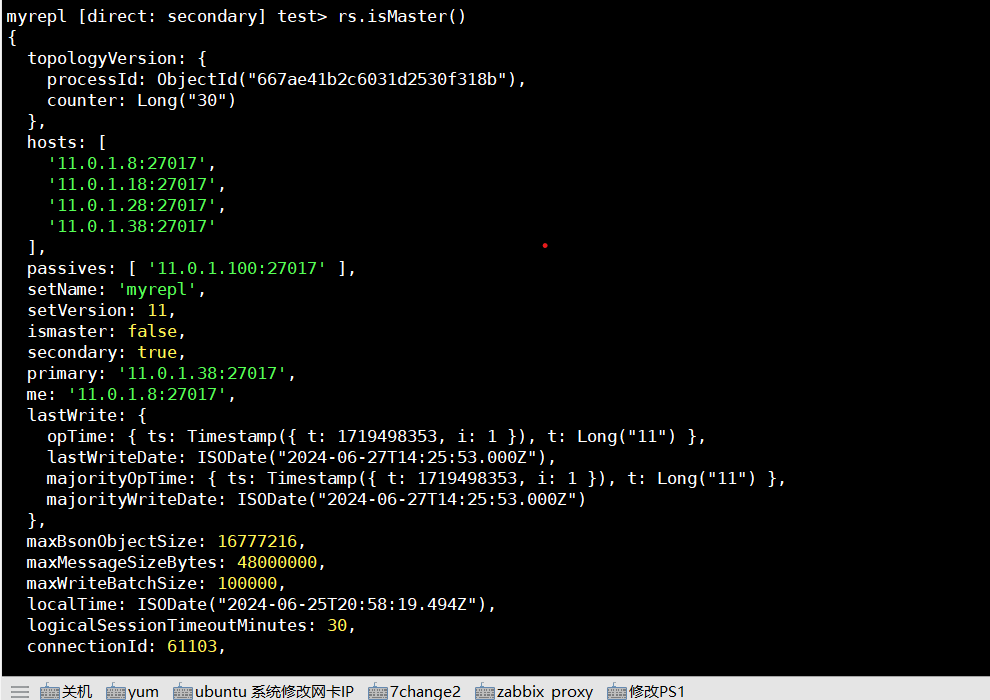 myrepl [direct: secondary] test> rs.isMaster()
{
  topologyVersion: {
    processId: ObjectId("667ae41b2c6031d2530f318b"),
    counter: Long("30")
  },
  hosts: [
    '11.0.1.8:27017',
    '11.0.1.18:27017',
    '11.0.1.28:27017',
    '11.0.1.38:27017'
  ],
  passives: [ '11.0.1.100:27017' ],
  setName: 'myrepl',
  setVersion: 11,
  ismaster: false,
  secondary: true,
  primary: '11.0.1.38:27017',
  me: '11.0.1.8:27017',
  lastWrite: {
    opTime: { ts: Timestamp({ t: 1719498353, i: 1 }), t: Long("11") },
    lastWriteDate: ISODate("2024-06-27T14:25:53.000Z"),
    majorityOpTime: { ts: Timestamp({ t: 1719498353, i: 1 }), t: Long("11") },
    majorityWriteDate: ISODate("2024-06-27T14:25:53.000Z")
  },
  maxBsonObjectSize: 16777216,
  maxMessageSizeBytes: 48000000,
  maxWriteBatchSize: 100000,
  localTime: ISODate("2024-06-25T20:58:19.494Z"),
  logicalSessionTimeoutMinutes: 30,
  connectionId: 61103,
关机 yum ubuntu 系统修改网卡IP 7change2 zabbix proxy 修改PS1